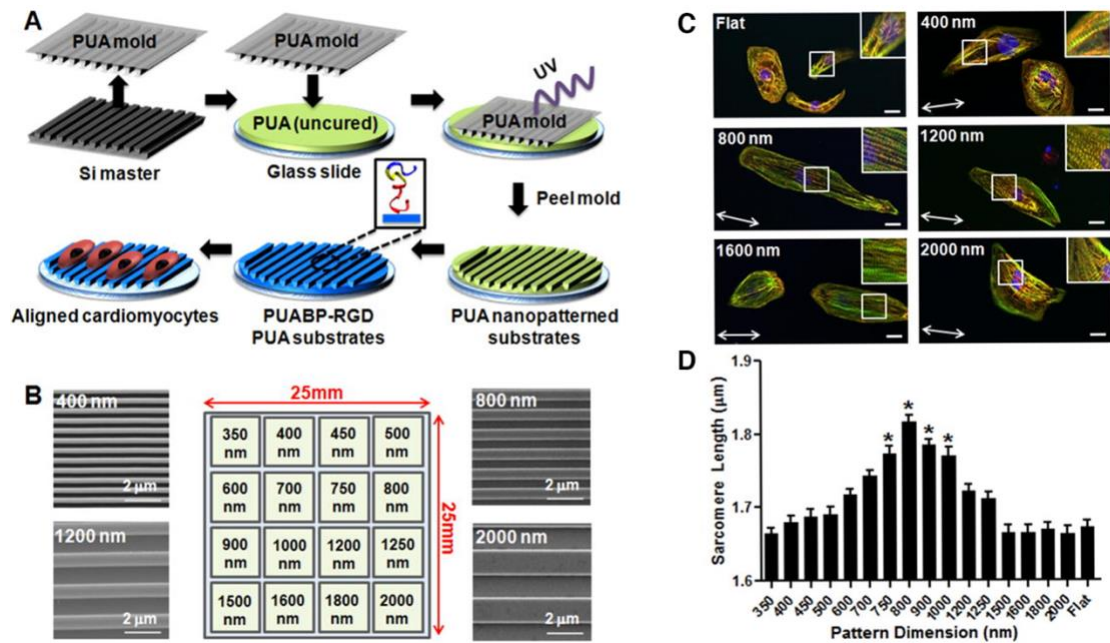 A
PUA mold
PUA mold
UV
PUA (uncured)
PUA mold
Si master
Glass slide
Peel mold
Aligned cardiomyocytes
PUABP-RGD
PUA substrates
PUA nanopatterned
substrates
B
400 nm
2 μm
1200 nm
2 μm
25mm
25mm
350
nm
400
nm
450
nm
500
nm
600
nm
700
nm
750
nm
800
nm
900
nm
1000
nm
1200
nm
1250
nm
1500
nm
1600
nm
1800
nm
2000
nm
800 nm
2 μm
2000 nm
2 μm
C
Flat
400 nm
800 nm
1200 nm
1600 nm
2000 nm
D
Sarcomere Length (μm)
1.9
1.8
1.7
1.6
* * * *
350 400 450 500 600 700 750 800 900 1000 1200 1250 1500 1600 1800 2000 Flat
Pattern Dimension (nm)